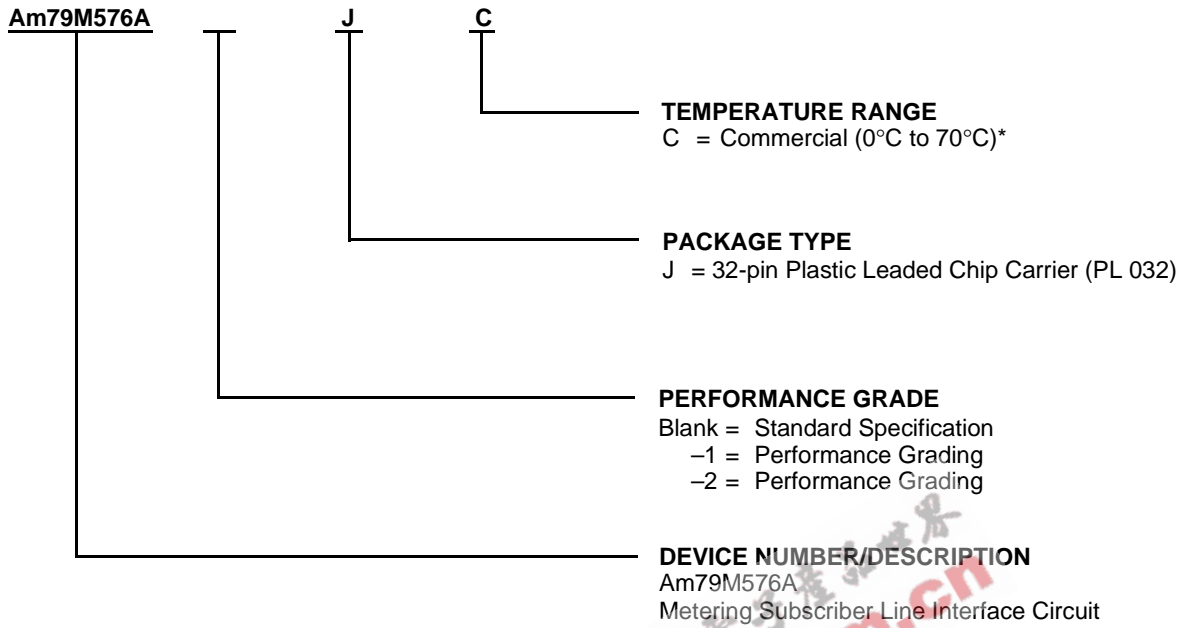 Am79M576A _ J C
TEMPERATURE RANGE
C = Commercial (0°C to 70°C)*
PACKAGE TYPE
J = 32-pin Plastic Leaded Chip Carrier (PL 032)
PERFORMANCE GRADE
Blank = Standard Specification
–1 = Performance Grading
–2 = Performance Grading
DEVICE NUMBER/DESCRIPTION
Am79M576A
Metering Subscriber Line Interface Circuit